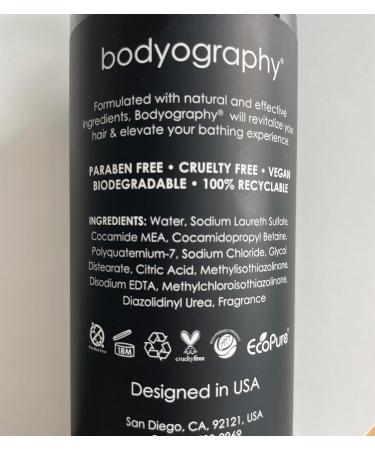 bodyography®
Formulated with natural and effective
ingredients, Bodyography® will revitalize your
hair & elevate your bathing experience.
PARABEN FREE • CRUELTY FREE • VEGAN
BIODEGRADABLE • 100% RECYCLABLE
INGREDIENTS: Water, Sodium Laureth Sulfate,
Cocamide MEA, Cocamidopropyl Betaine,
Polyquaternium-7, Sodium Chloride, Glycol
Distearate, Citric Acid, Methylisothiazolinone,
Disodium EDTA, Methylchloroisothiazolinone,
Diazolidinyl Urea, Fragrance
18M
crueltyfree
EcoPure
Designed in USA
San Diego, CA, 92121, USA